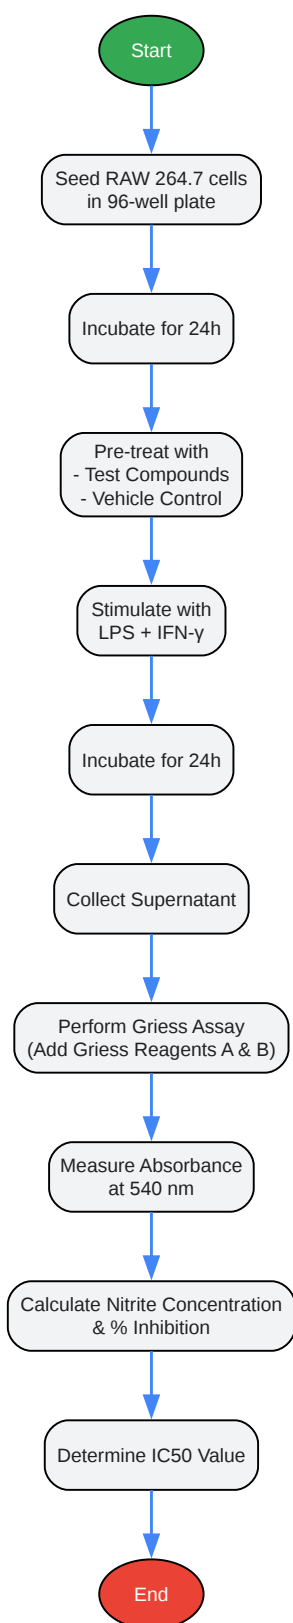 Start
Seed RAW 264.7 cells
in 96-well plate
Incubate for 24h
Pre-treat with
- Test Compounds
- Vehicle Control
Stimulate with
LPS + IFN-γ
Incubate for 24h
Collect Supernatant
Perform Griess Assay
(Add Griess Reagents A & B)
Measure Absorbance
at 540 nm
Calculate Nitrite Concentration
& % Inhibition
Determine IC50 Value
End